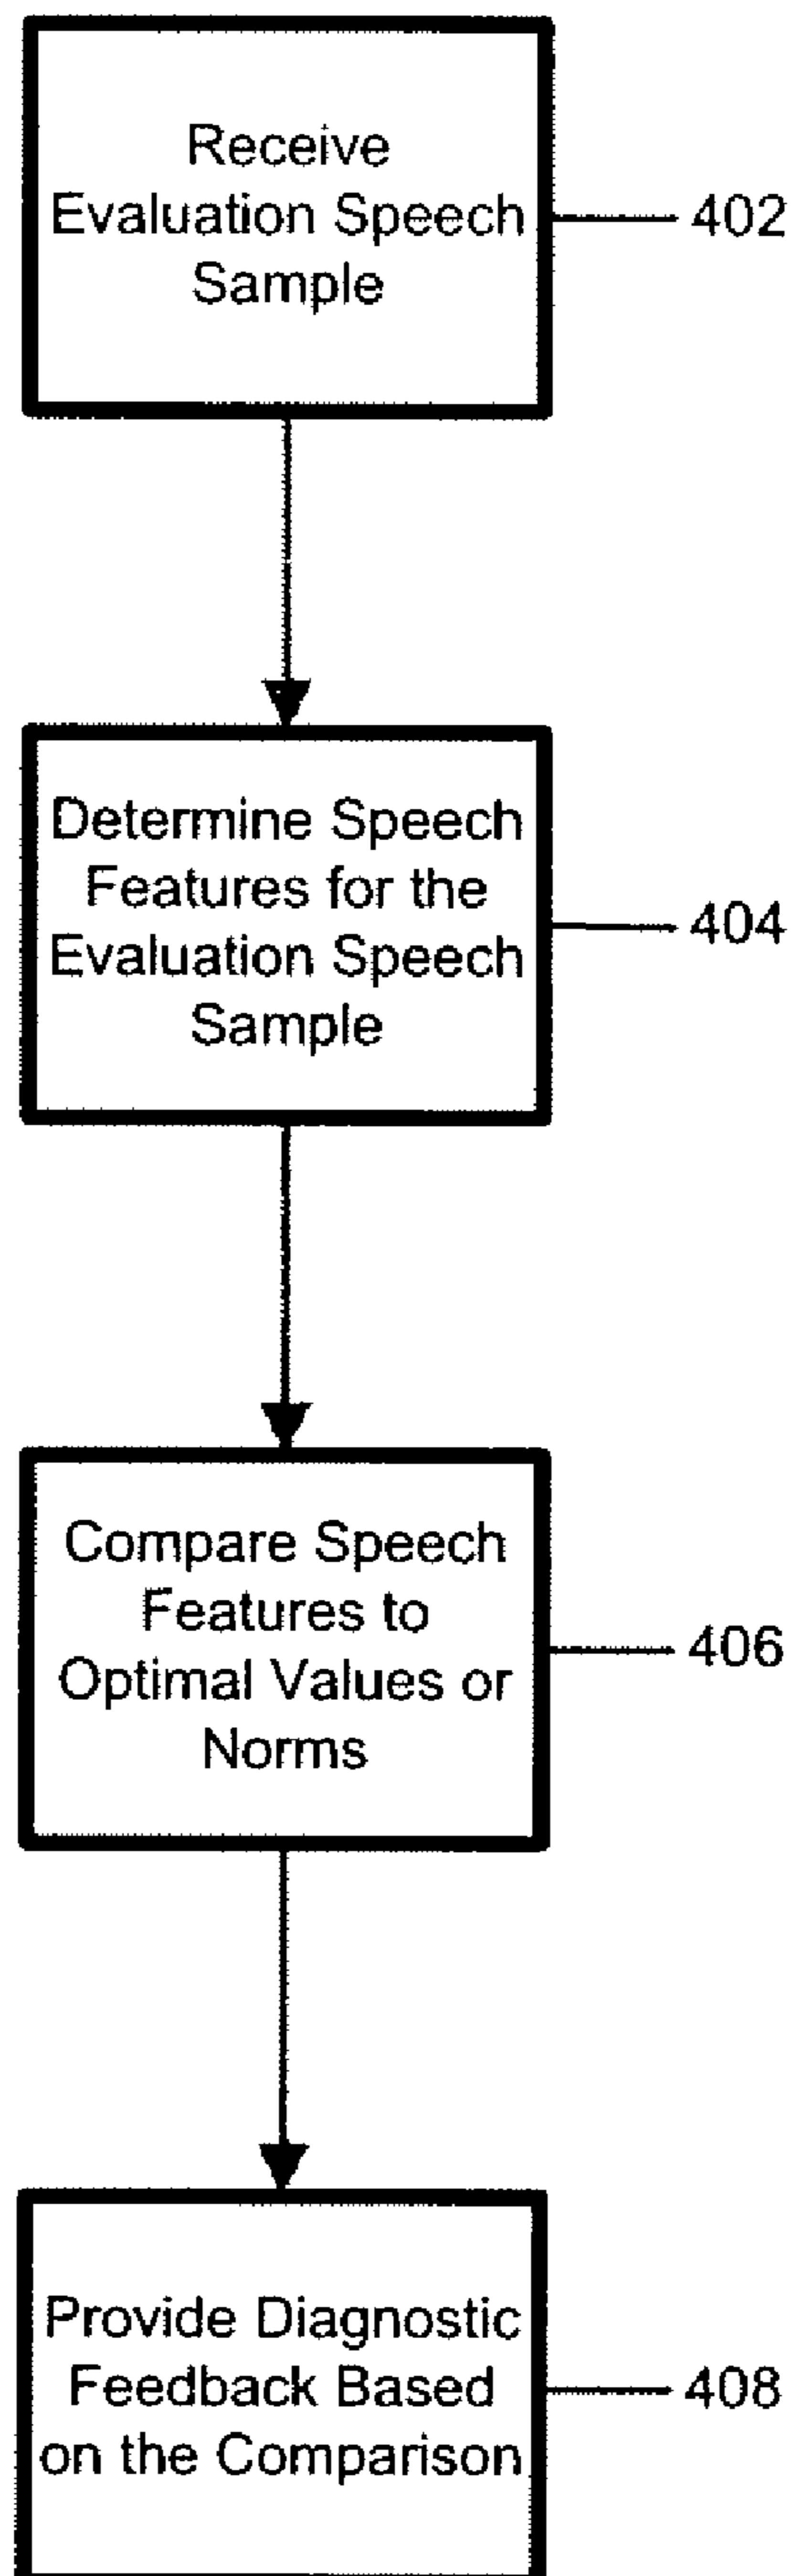 Receive
Evaluation Speech
Sample
402
Determine Speech
Features for the
Evaluation Speech
Sample
404
Compare Speech
Features to
Optimal Values or
Norms
406
Provide Diagnostic
Feedback Based
on the Comparison
408